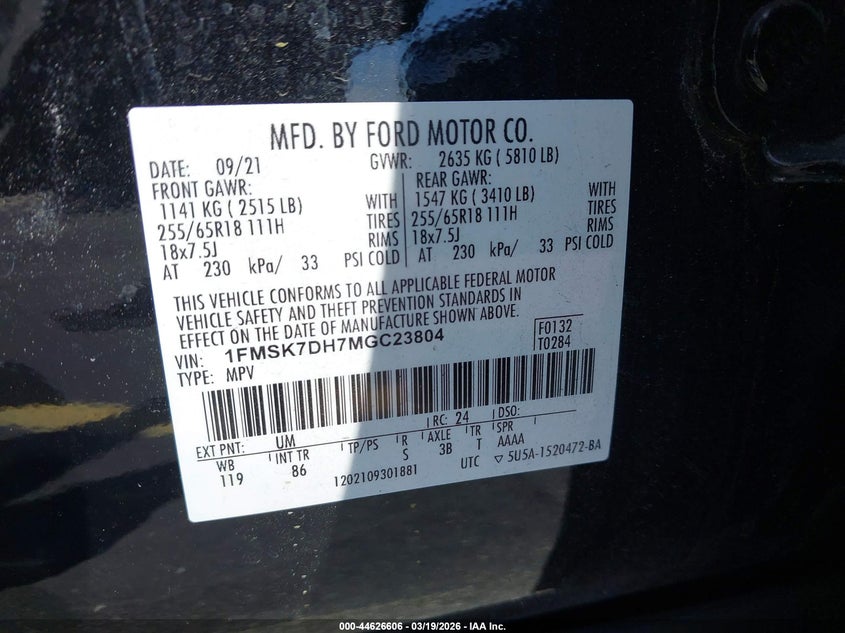 MFD. BY FORD MOTOR CO.
DATE: 09/21 GVWR: 2635 KG ( 5810 LB)
FRONT GAWR: REAR GAWR:
1141 KG ( 2515 LB) WITH 1547 KG ( 3410 LB) WITH
255/65R18 111H TIRES 255/65R18 111H TIRES
18x7.5J RIMS 18x7.5J RIMS
AT 230 kPa/ 33 PSI COLD AT 230 kPa/ 33 PSI COLD
THIS VEHICLE CONFORMS TO ALL APPLICABLE FEDERAL MOTOR
VEHICLE SAFETY AND THEFT PREVENTION STANDARDS IN
EFFECT ON THE DATE OF MANUFACTURE SHOWN ABOVE.
VIN: 1FMSK7DH7MGC23804 F0132
TYPE: MPV T0284
EXT PNT: UM RC: 24 DSO:
WB INT TR TP/PS R AXLE TR SPR
119 86 S 3B T AAAA
1202109301881 UTC ▽ 5U5A-1520472-BA
000-44626606 - 03/19/2026 - IAA Inc.